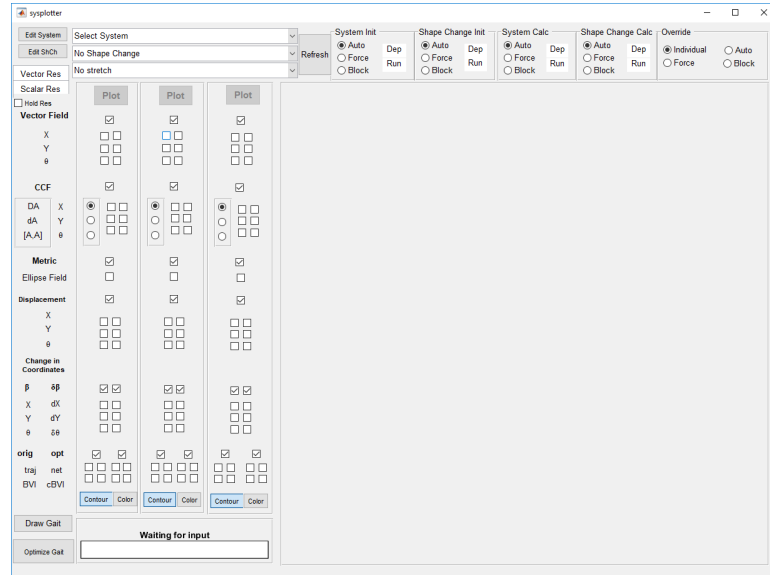 sysplotter
Edit System
Select System
Edit ShCh
No Shape Change
No stretch
Refresh
System Init
Auto
Force
Block
Dep
Run
Shape Change Init
Auto
Force
Block
Dep
Run
System Calc
Auto
Force
Block
Dep
Run
Shape Change Calc
Auto
Force
Block
Dep
Run
Override
Individual
Auto
Force
Block
Vector Res
Scalar Res
Hold Res
Plot Plot Plot
Vector Field
X
Y
θ
CCF
DA X
dA Y
[A,A] θ
Metric
Ellipse Field
Displacement
X
Y
θ
Change in
Coordinates
β δβ
X dX
Y dY
θ δθ
orig opt
traj net
BVI cBVI
Contour Color Contour Color Contour Color
Draw Gait
Waiting for input
Optimize Gait